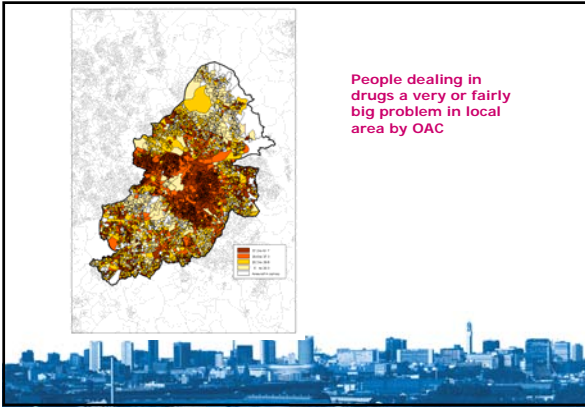 People dealing in
drugs a very or fairly
big problem in local
area by OAC